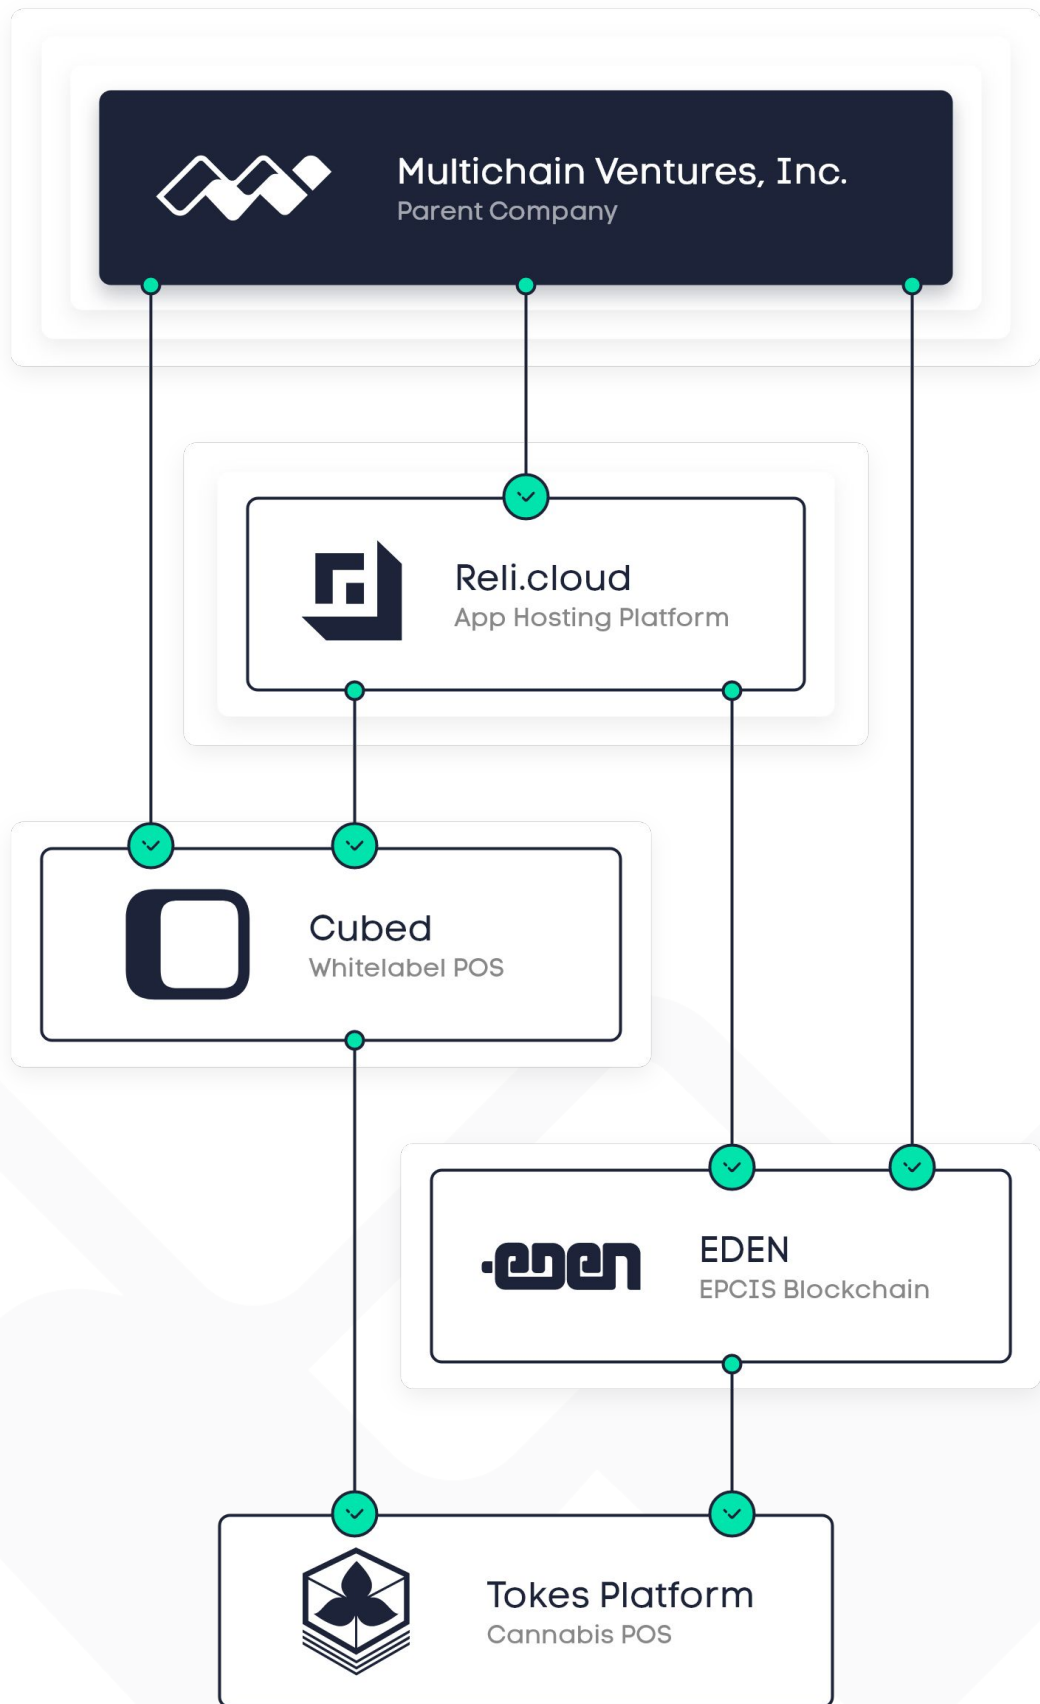 Multichain Ventures, Inc.
Parent Company
Reli.cloud
App Hosting Platform
Cubed
Whitelabel POS
eden
EDEN
EPCIS Blockchain
Tokes Platform
Cannabis POS